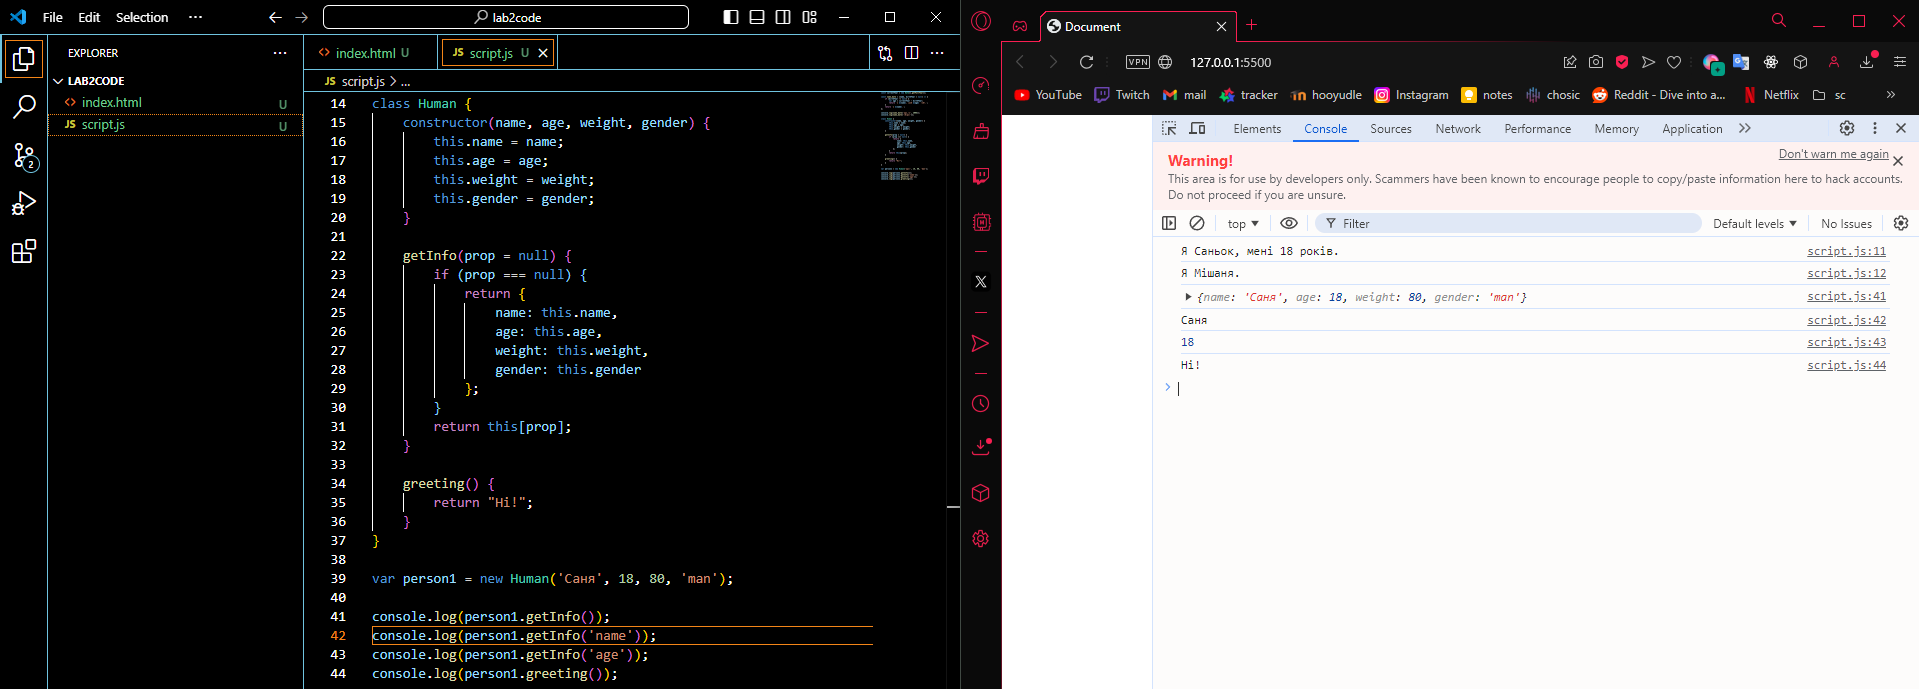 File Edit Selection ··· lab2code
EXPLORER ···
LAB2CODE
index.html U
JS script.js U
2
index.html U JS script.js U
JS script.js > ...
14 class Human {
15 constructor(name, age, weight, gender) {
16 this.name = name;
17 this.age = age;
18 this.weight = weight;
19 this.gender = gender;
20 }
21
22 getInfo(prop = null) {
23 if (prop === null) {
24 return {
25 name: this.name,
26 age: this.age,
27 weight: this.weight,
28 gender: this.gender
29 };
30 }
31 return this[prop];
32 }
33
34 greeting() {
35 return "Hi!";
36 }
37 }
38
39 var person1 = new Human('Саня', 18, 80, 'man');
40
41 console.log(person1.getInfo());
42 console.log(person1.getInfo('name'));
43 console.log(person1.getInfo('age'));
44 console.log(person1.greeting());
Document
VPN 127.0.0.1:5500
YouTube Twitch mail tracker hooyudle Instagram notes chosic Reddit - Dive into a... Netflix sc
Elements Console Sources Network Performance Memory Application
Warning! Don't warn me again
This area is for use by developers only. Scammers have been known to encourage people to copy/paste information here to hack accounts.
Do not proceed if you are unsure.
top Filter Default levels No Issues
Я Саньок, мені 18 років. script.js:11
Я Мішаня. script.js:12
{name: 'Саня', age: 18, weight: 80, gender: 'man'} script.js:41
Саня script.js:42
18 script.js:43
Hi! script.js:44